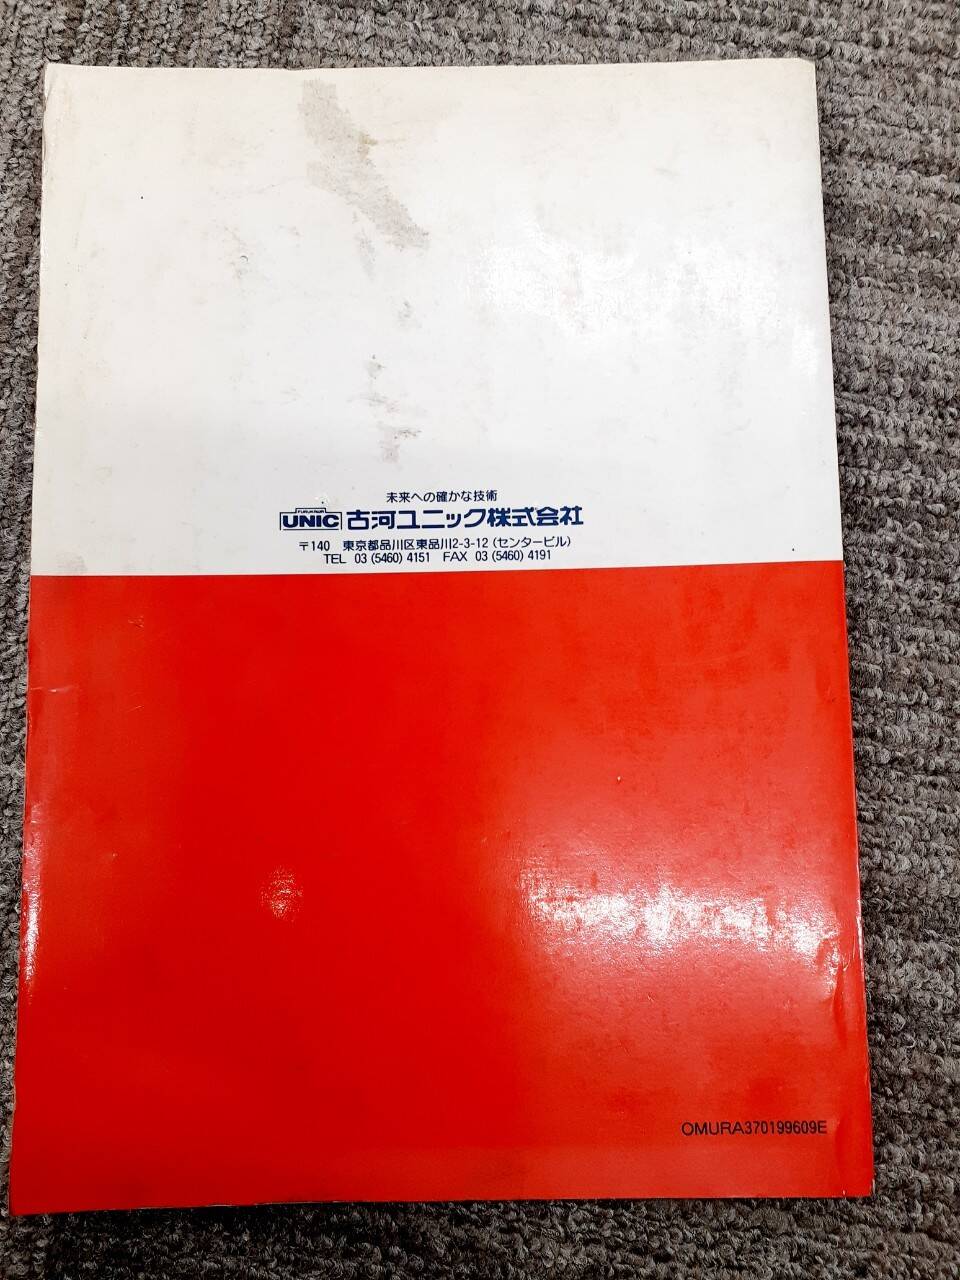 未来への確かな技術
FURUKAWA
UNIC 古河ユニック株式会社
〒140 東京都品川区東品川2-3-12 (センタービル)
TEL 03 (5460) 4151 FAX 03 (5460) 4191
OMURA370199609E